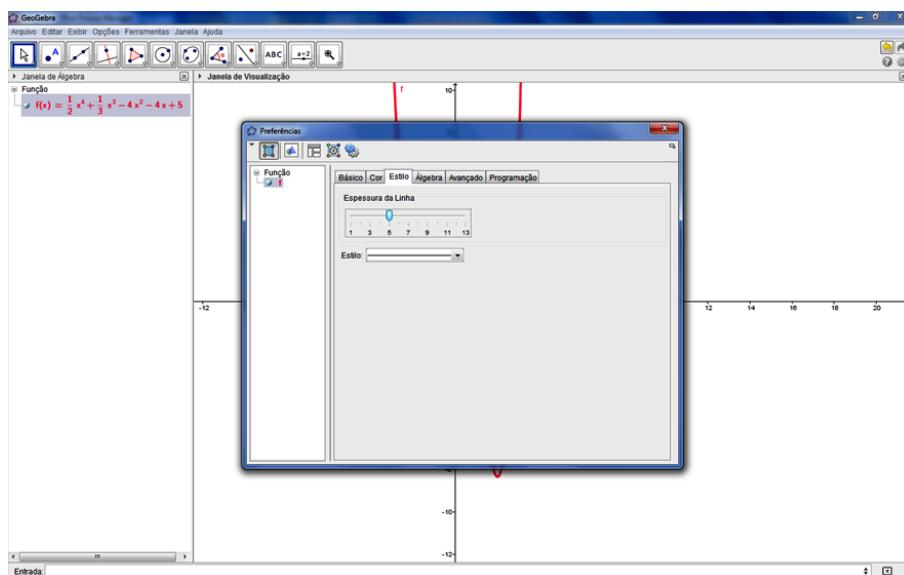 GeoGebra
Arquivo Editar Exibir Opções Ferramentas Janela Ajuda
A ABC a=2
Janela de Álgebra
Janela de Visualização
Função
f(x) = 1/2 x⁴ + 1/3 x³ − 4 x² − 4 x + 5
f
10
Preferências
Função
f
Básico Cor Estilo Álgebra Avançado Programação
Espessura da Linha
1 3 5 7 9 11 13
Estilo:
-12 12 14 16 18 20
-10
-12
Entrada: